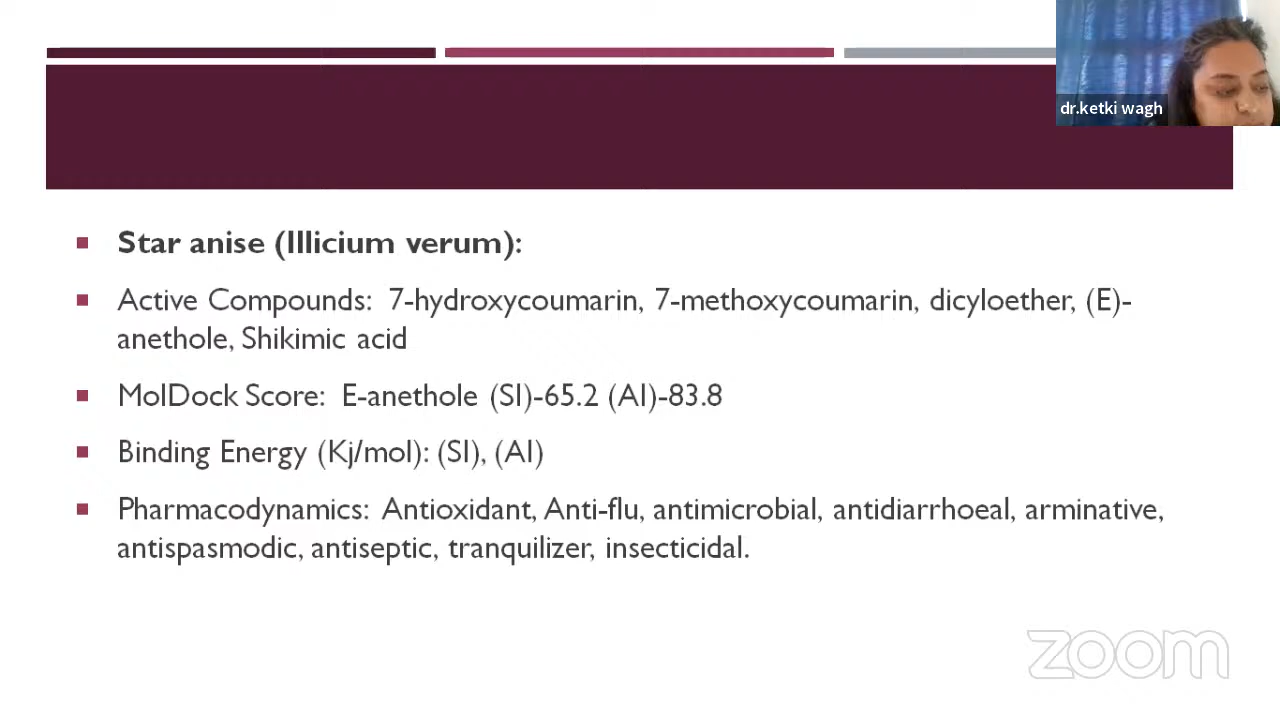 dr.ketki wagh
Star anise (Illicium verum):
Active Compounds: 7-hydroxycoumarin, 7-methoxycoumarin, dicyloether, (E)-
anethole, Shikimic acid
MolDock Score: E-anethole (SI)-65.2 (AI)-83.8
Binding Energy (Kj/mol): (SI), (AI)
Pharmacodynamics: Antioxidant, Anti-flu, antimicrobial, antidiarrhoeal, arminative,
antispasmodic, antiseptic, tranquilizer, insecticidal.
zoom